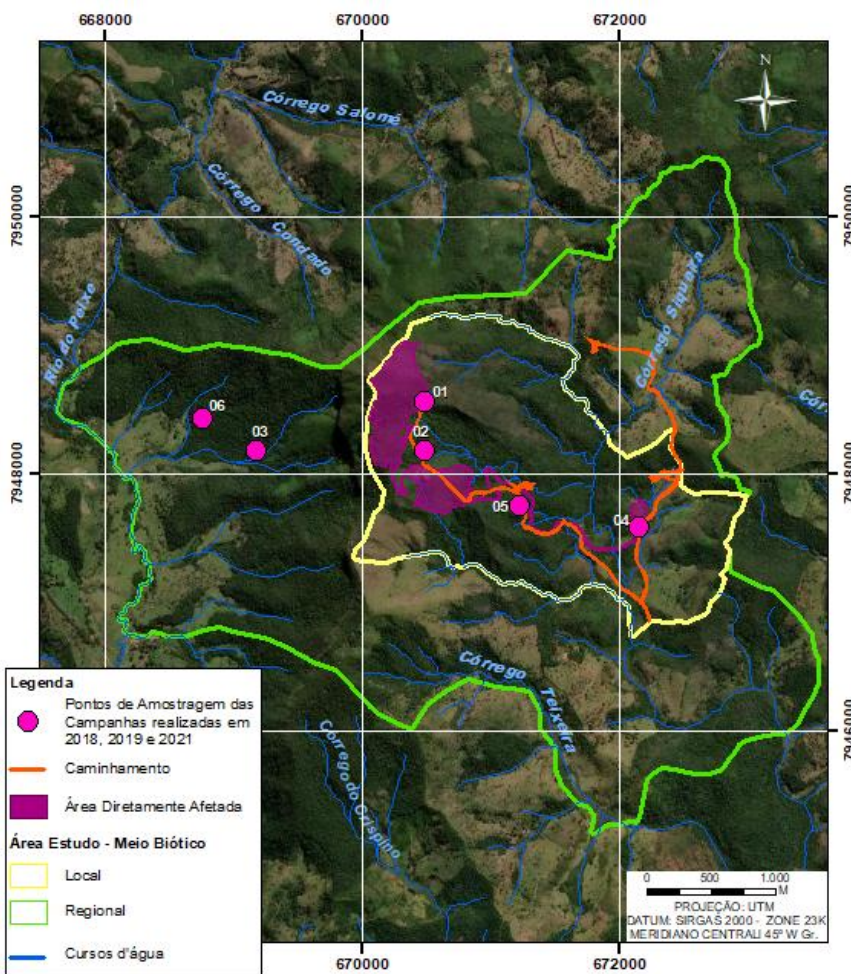 668000 670000 672000
N
Córrego Salomé
Córrego Condado
7950000 7950000
Rio do Peixe
Córrego Siqueira
Cór
01
06
03
02
7948000 7948000
05
04
Córrego Teixeira
Legenda
Pontos de Amostragem das
Campanhas realizadas em
2018, 2019 e 2021
Caminhamento
Área Diretamente Afetada
Área Estudo - Meio Biótico
Local
Regional
Cursos d'água
Corrego do Crispino
7946000
0 500 1.000
M
PROJEÇÃO: UTM
DATUM: SIRGAS 2000 - ZONE 23K
MERIDIANO CENTRALI 45º W Gr.
670000 672000